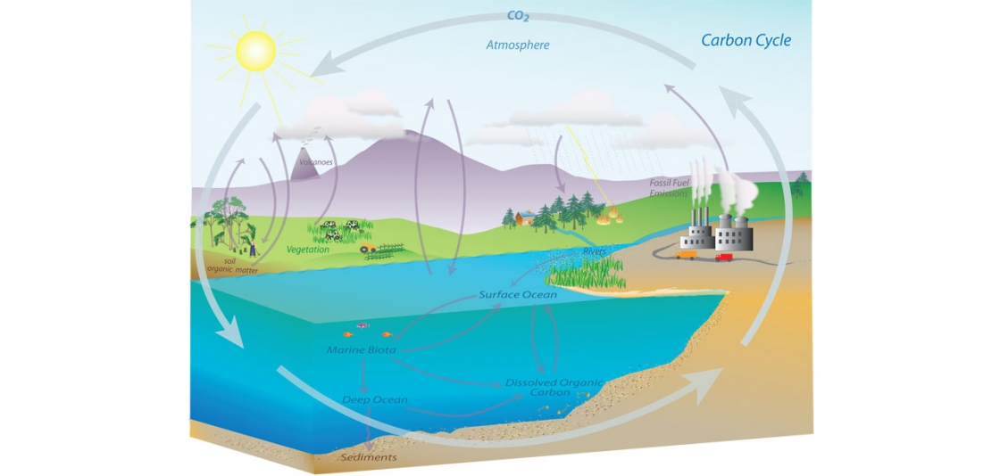 CO₂
Carbon Cycle
Atmosphere
Volcanoes
Fossil Fuel
Emissions
Vegetation
Rivers
soil
organic matter
Surface Ocean
Marine Biota
Dissolved Organic
Carbon
Deep Ocean
Sediments